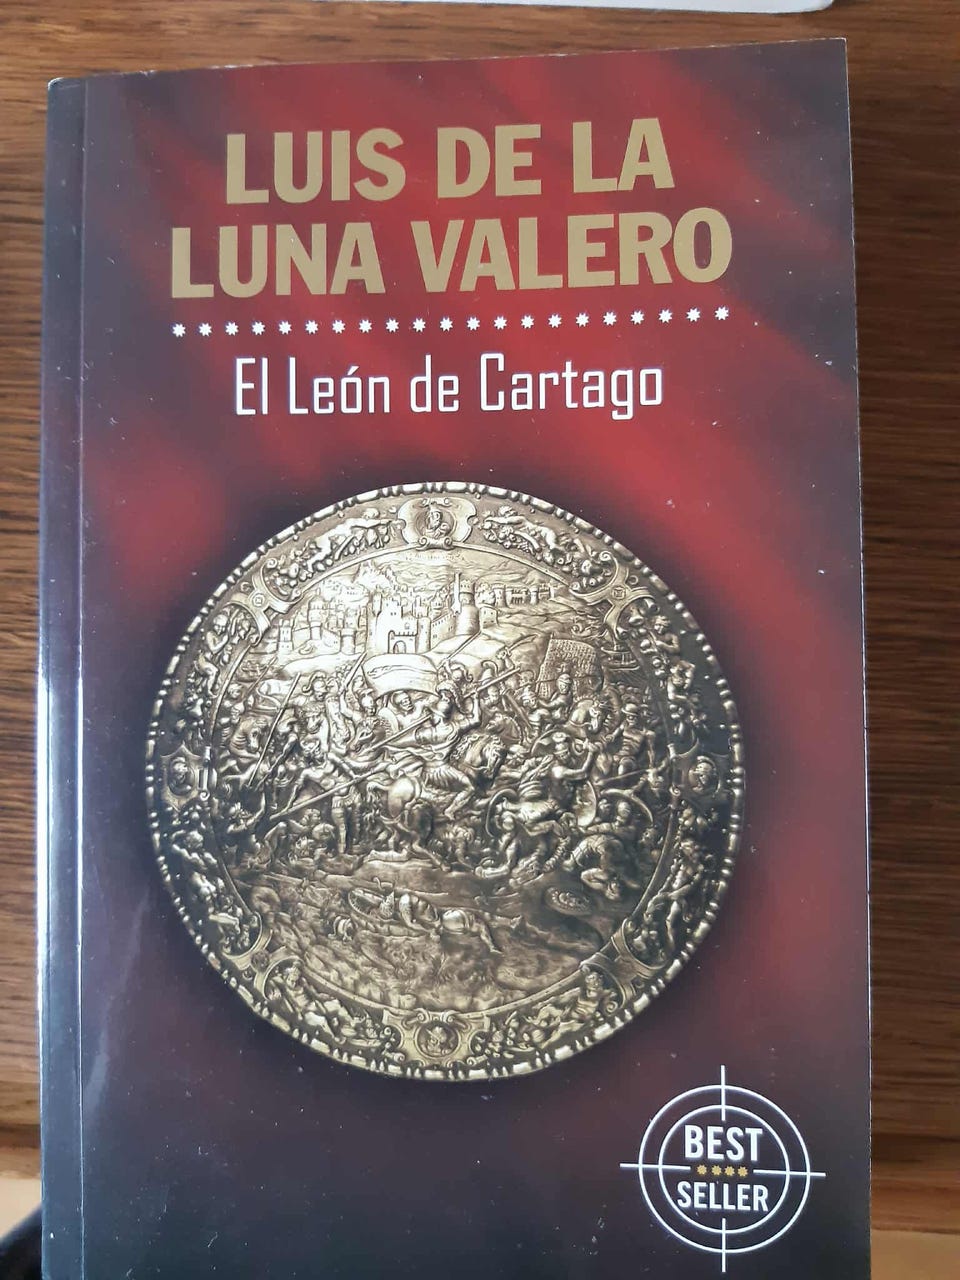 LUIS DE LA
LUNA VALERO
El León de Cartago
BEST
SELLER